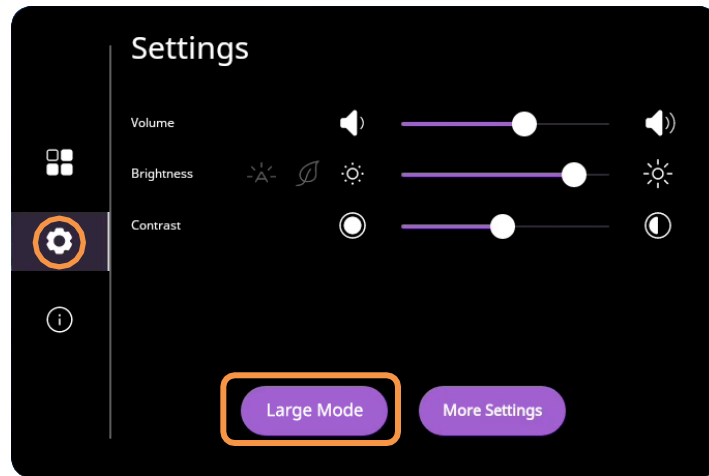 Settings
Volume
Brightness
Contrast
Large Mode
More Settings